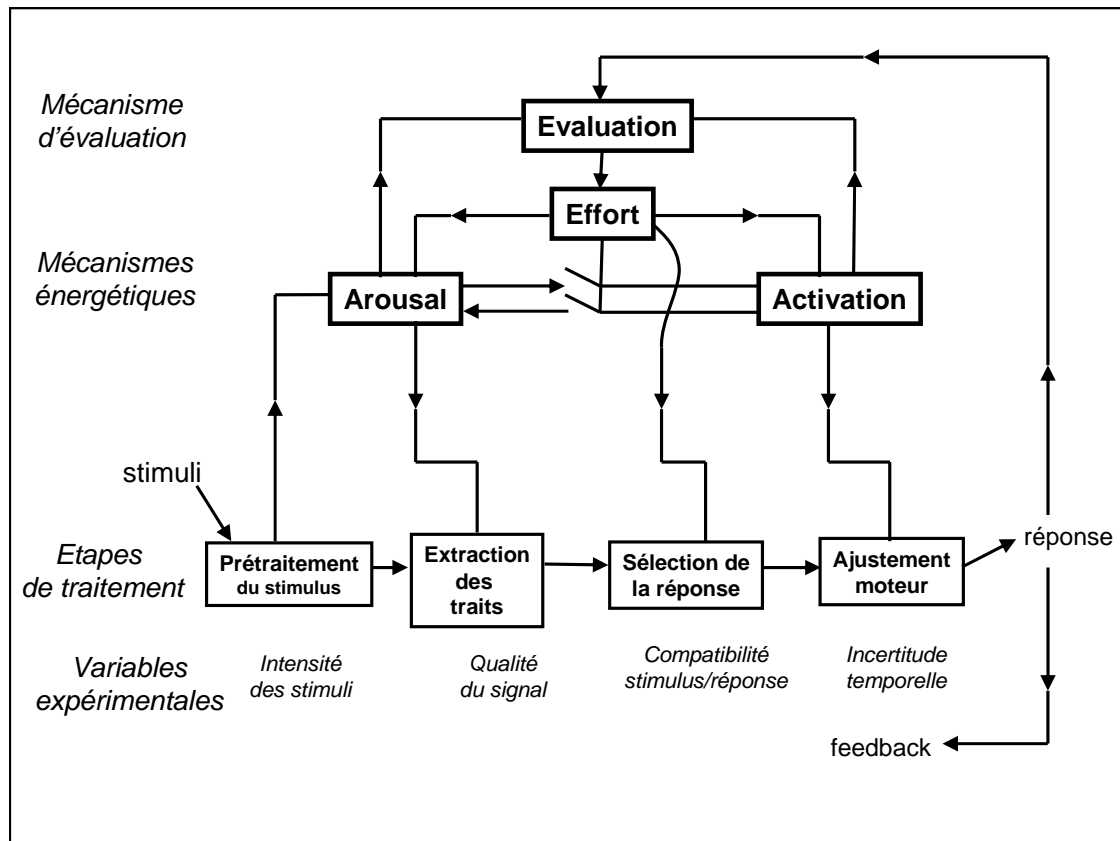 Mécanisme
d’évaluation
Evaluation
Effort
Mécanismes
énergétiques
Arousal
Activation
stimuli
Etapes
de traitement
Prétraitement
du stimulus
Extraction
des
traits
Sélection de
la réponse
Ajustement
moteur
réponse
Variables
expérimentales
Intensité
des stimuli
Qualité
du signal
Compatibilité
stimulus/réponse
Incertitude
temporelle
feedback